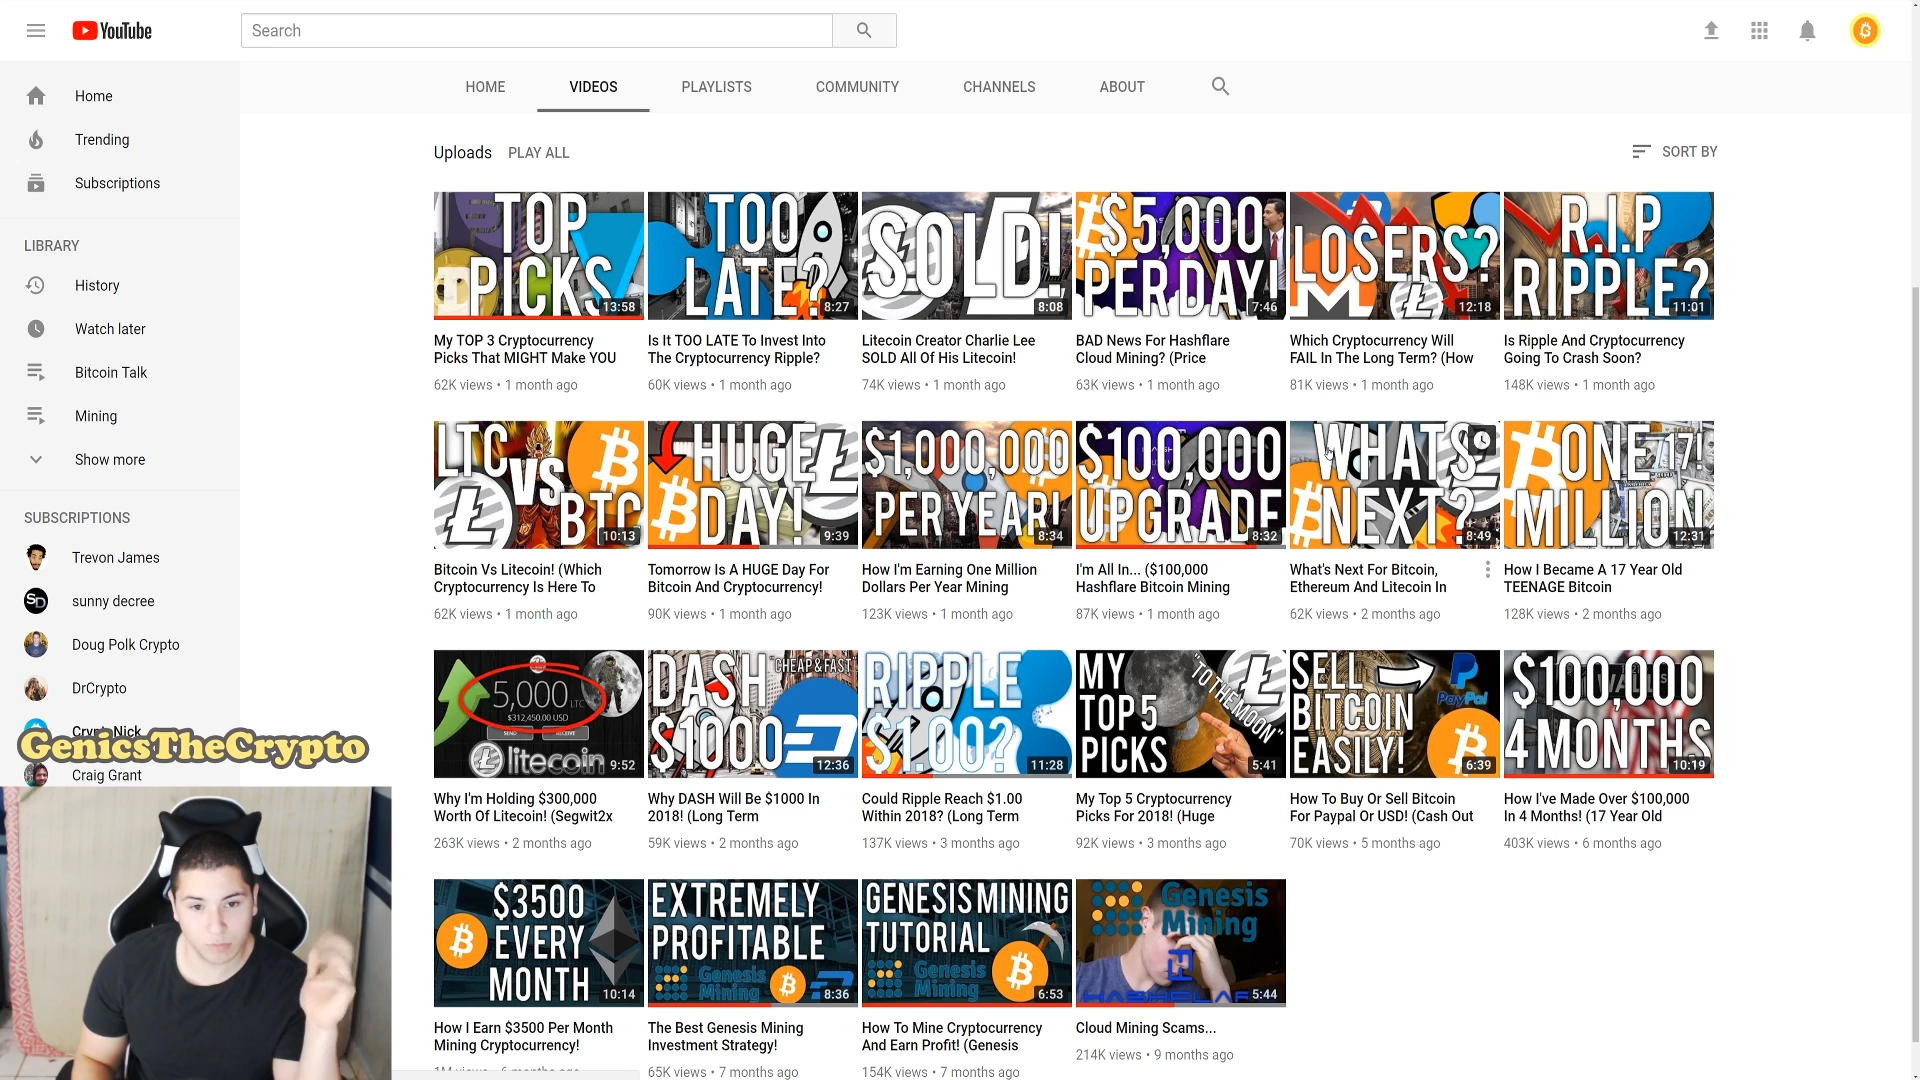 YouTube
Search
HOME
VIDEOS
PLAYLISTS
COMMUNITY
CHANNELS
ABOUT
Home
Trending
Subscriptions
LIBRARY
History
Watch later
Bitcoin Talk
Mining
Show more
SUBSCRIPTIONS
Trevon James
SD
sunny decree
Doug Polk Crypto
DrCrypto
GenicsTheCrypto
Craig Grant
Uploads PLAY ALL
SORT BY
TOP
PICKS
13:58
My TOP 3 Cryptocurrency
Picks That MIGHT Make YOU
62K views • 1 month ago
TOO
LATE?
8:27
Is It TOO LATE To Invest Into
The Cryptocurrency Ripple?
60K views • 1 month ago
SOLD!
8:08
Litecoin Creator Charlie Lee
SOLD All Of His Litecoin!
74K views • 1 month ago
$5,000
PER DAY!
7:46
BAD News For Hashflare
Cloud Mining? (Price
63K views • 1 month ago
LOSERS?
12:18
Which Cryptocurrency Will
FAIL In The Long Term? (How
81K views • 1 month ago
R.I.P
RIPPLE?
11:01
Is Ripple And Cryptocurrency
Going To Crash Soon?
148K views • 1 month ago
LTC
VS
BTC
10:13
Bitcoin Vs Litecoin! (Which
Cryptocurrency Is Here To
62K views • 1 month ago
HUGE
DAY!
9:39
Tomorrow Is A HUGE Day For
Bitcoin And Cryptocurrency!
90K views • 1 month ago
$1,000,000
PER YEAR!
8:34
How I'm Earning One Million
Dollars Per Year Mining
123K views • 1 month ago
$100,000
UPGRADE
8:32
I'm All In... ($100,000
Hashflare Bitcoin Mining
87K views • 1 month ago
WHATS
NEXT?
8:49
What's Next For Bitcoin,
Ethereum And Litecoin In
62K views • 2 months ago
ONE 17!
MILLION
12:31
How I Became A 17 Year Old
TEENAGE Bitcoin
128K views • 2 months ago
5,000 LTC
$312,450.00 USD
SEND RECEIVE
litecoin
9:52
Why I'm Holding $300,000
Worth Of Litecoin! (Segwit2x
263K views • 2 months ago
DASH "CHEAP & FAST
$1000
12:36
Why DASH Will Be $1000 In
2018! (Long Term
59K views • 2 months ago
RIPPLE
$1.00?
11:28
Could Ripple Reach $1.00
Within 2018? (Long Term
137K views • 3 months ago
MY
TOP 5
PICKS
"TO THE MOON"
5:41
My Top 5 Cryptocurrency
Picks For 2018! (Huge
92K views • 3 months ago
SELL
BITCOIN
EASILY!
PayPal
6:39
How To Buy Or Sell Bitcoin
For Paypal Or USD! (Cash Out
70K views • 5 months ago
$100,000
4 MONTHS
10:19
How I've Made Over $100,000
In 4 Months! (17 Year Old
403K views • 6 months ago
$3500
EVERY
MONTH
10:14
How I Earn $3500 Per Month
Mining Cryptocurrency!
EXTREMELY
PROFITABLE
Genesis
Mining
8:36
The Best Genesis Mining
Investment Strategy!
65K views • 7 months ago
GENESIS MINING
TUTORIAL
Genesis
Mining
6:53
How To Mine Cryptocurrency
And Earn Profit! (Genesis
154K views • 7 months ago
Genesis
Mining
5:44
Cloud Mining Scams...
214K views • 9 months ago